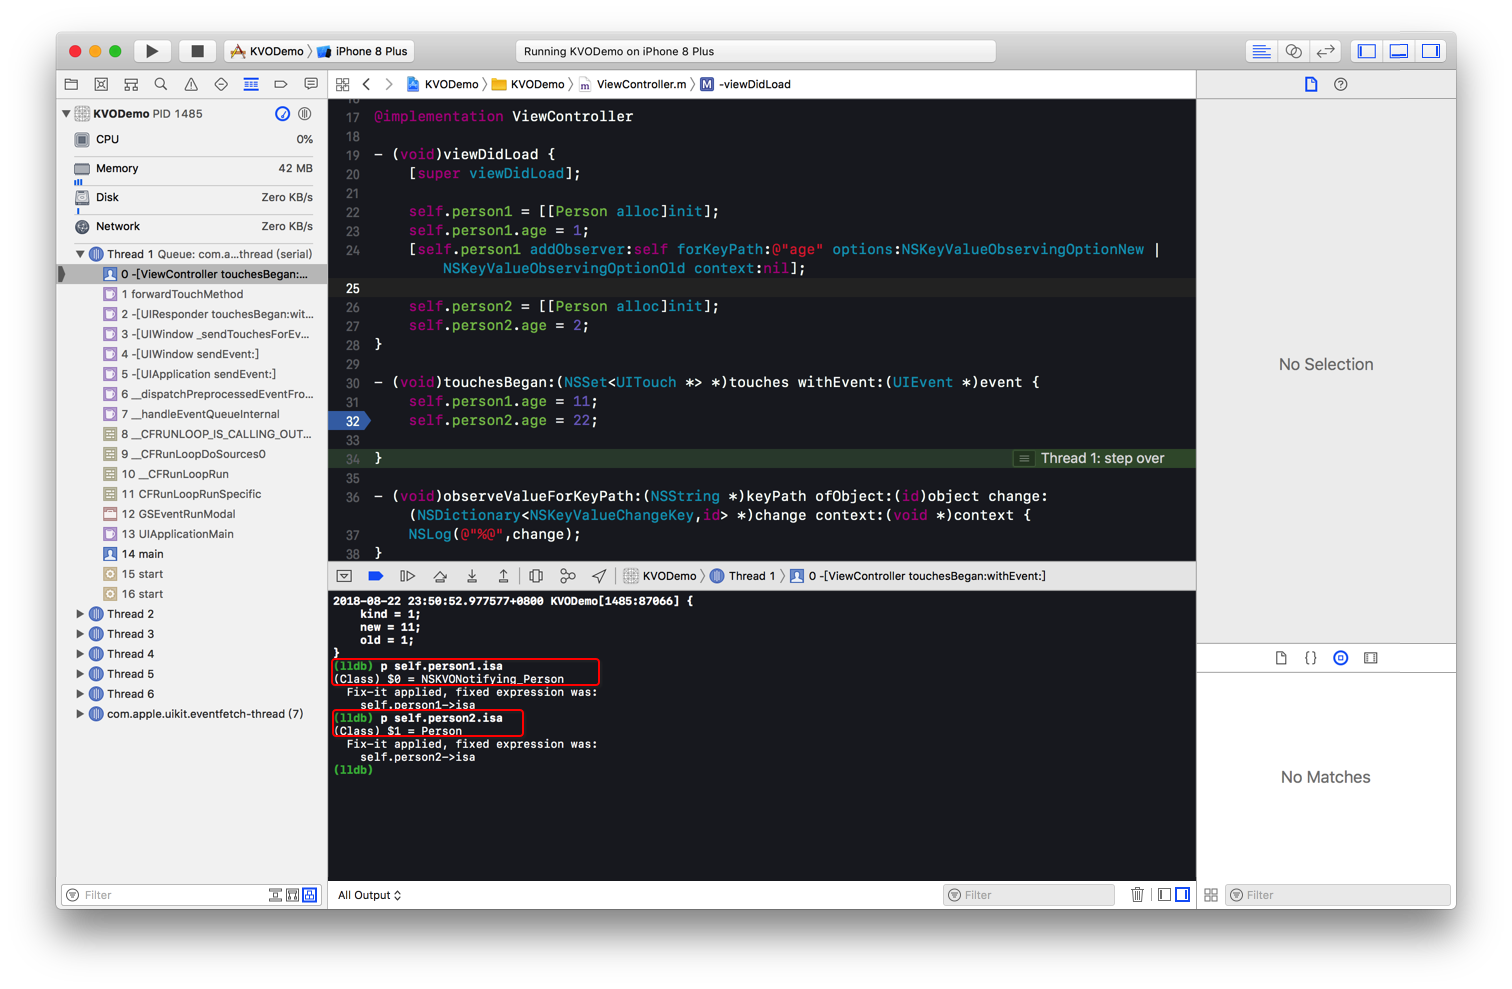 KVODemo iPhone 8 Plus
Running KVODemo on iPhone 8 Plus
KVODemo PID 1485
CPU 0%
Memory 42 MB
Disk Zero KB/s
Network Zero KB/s
Thread 1 Queue: com.a...thread (serial)
0 -[ViewController touchesBegan:...
1 forwardTouchMethod
2 -[UIResponder touchesBegan:wit...
3 -[UIWindow _sendTouchesForEv...
4 -[UIWindow sendEvent:]
5 -[UIApplication sendEvent:]
6 __dispatchPreprocessedEventFro...
7 __handleEventQueueInternal
8 __CFRUNLOOP_IS_CALLING_OUT...
9 __CFRunLoopDoSources0
10 __CFRunLoopRun
11 CFRunLoopRunSpecific
12 GSEventRunModal
13 UIApplicationMain
14 main
15 start
16 start
Thread 2
Thread 3
Thread 4
Thread 5
Thread 6
com.apple.uikit.eventfetch-thread (7)
Filter
KVODemo KVODemo m ViewController.m M -viewDidLoad
17 @implementation ViewController
18
19 - (void)viewDidLoad {
20 [super viewDidLoad];
21
22 self.person1 = [[Person alloc]init];
23 self.person1.age = 1;
24 [self.person1 addObserver:self forKeyPath:@"age" options:NSKeyValueObservingOptionNew |
NSKeyValueObservingOptionOld context:nil];
25
26 self.person2 = [[Person alloc]init];
27 self.person2.age = 2;
28 }
29
30 - (void)touchesBegan:(NSSet<UITouch *> *)touches withEvent:(UIEvent *)event {
31 self.person1.age = 11;
32 self.person2.age = 22;
33
34 } Thread 1: step over
35
36 - (void)observeValueForKeyPath:(NSString *)keyPath ofObject:(id)object change:
(NSDictionary<NSKeyValueChangeKey,id> *)change context:(void *)context {
37 NSLog(@"%@",change);
38 }
KVODemo Thread 1 0 -[ViewController touchesBegan:withEvent:]
2018-08-22 23:50:52.977577+0800 KVODemo[1485:87066] {
kind = 1;
new = 11;
old = 1;
}
(lldb) p self.person1.isa
(Class) $0 = NSKVONotifying_Person
Fix-it applied, fixed expression was:
self.person1->isa
(lldb) p self.person2.isa
(Class) $1 = Person
Fix-it applied, fixed expression was:
self.person2->isa
(lldb)
All Output
Filter
No Selection
{}
No Matches
Filter